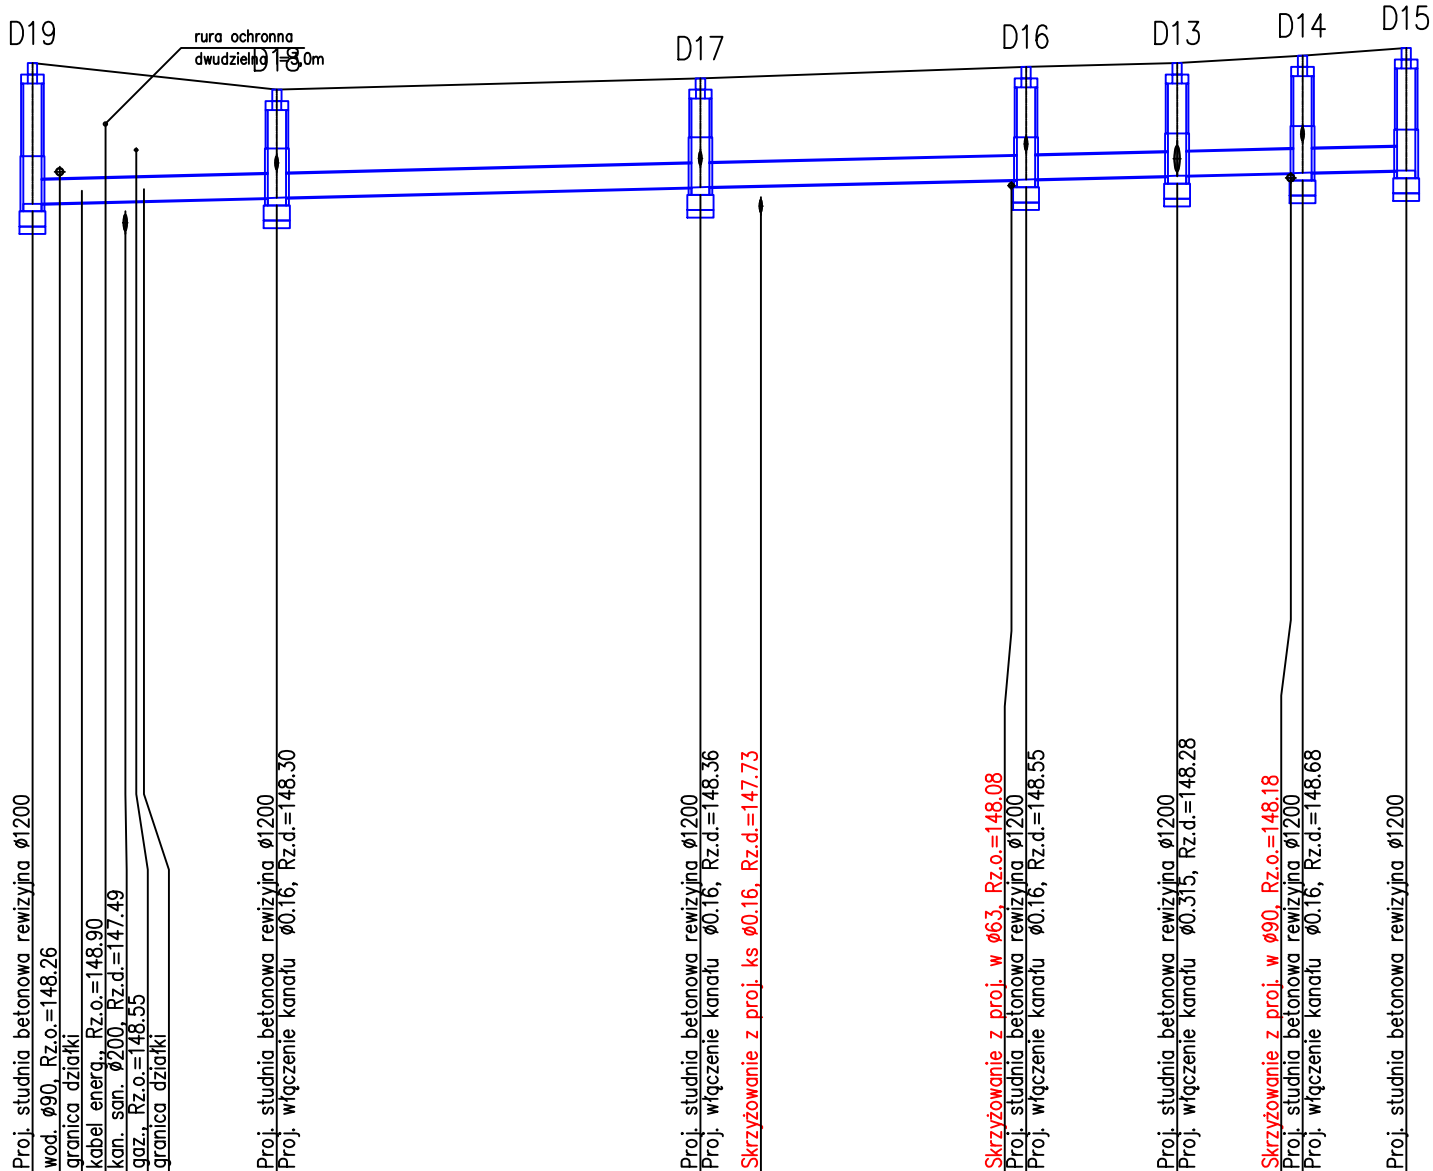 D19
D18
D17
D16
D13
D14
D15
rura ochronna
dwudzielna l=3,0m
Proj. studnia betonowa rewizyjna ø1200
wod. ø90, Rz.o.=148.26
granica działki
kabel energ., Rz.o.=148.90
kan. san. ø200, Rz.d.=147.49
gaz., Rz.o.=148.55
granica działki
Proj. studnia betonowa rewizyjna ø1200
Proj. włączenie kanału ø0.16, Rz.d.=148.30
Proj. studnia betonowa rewizyjna ø1200
Proj. włączenie kanału ø0.16, Rz.d.=148.36
Skrzyżowanie z proj. ks ø0.16, Rz.d.=147.73
Skrzyżowanie z proj. w ø63, Rz.o.=148.08
Proj. studnia betonowa rewizyjna ø1200
Proj. włączenie kanału ø0.16, Rz.d.=148.55
Proj. studnia betonowa rewizyjna ø1200
Proj. włączenie kanału ø0.315, Rz.d.=148.28
Skrzyżowanie z proj. w ø90, Rz.o.=148.18
Proj. studnia betonowa rewizyjna ø1200
Proj. włączenie kanału ø0.16, Rz.d.=148.68
Proj. studnia betonowa rewizyjna ø1200